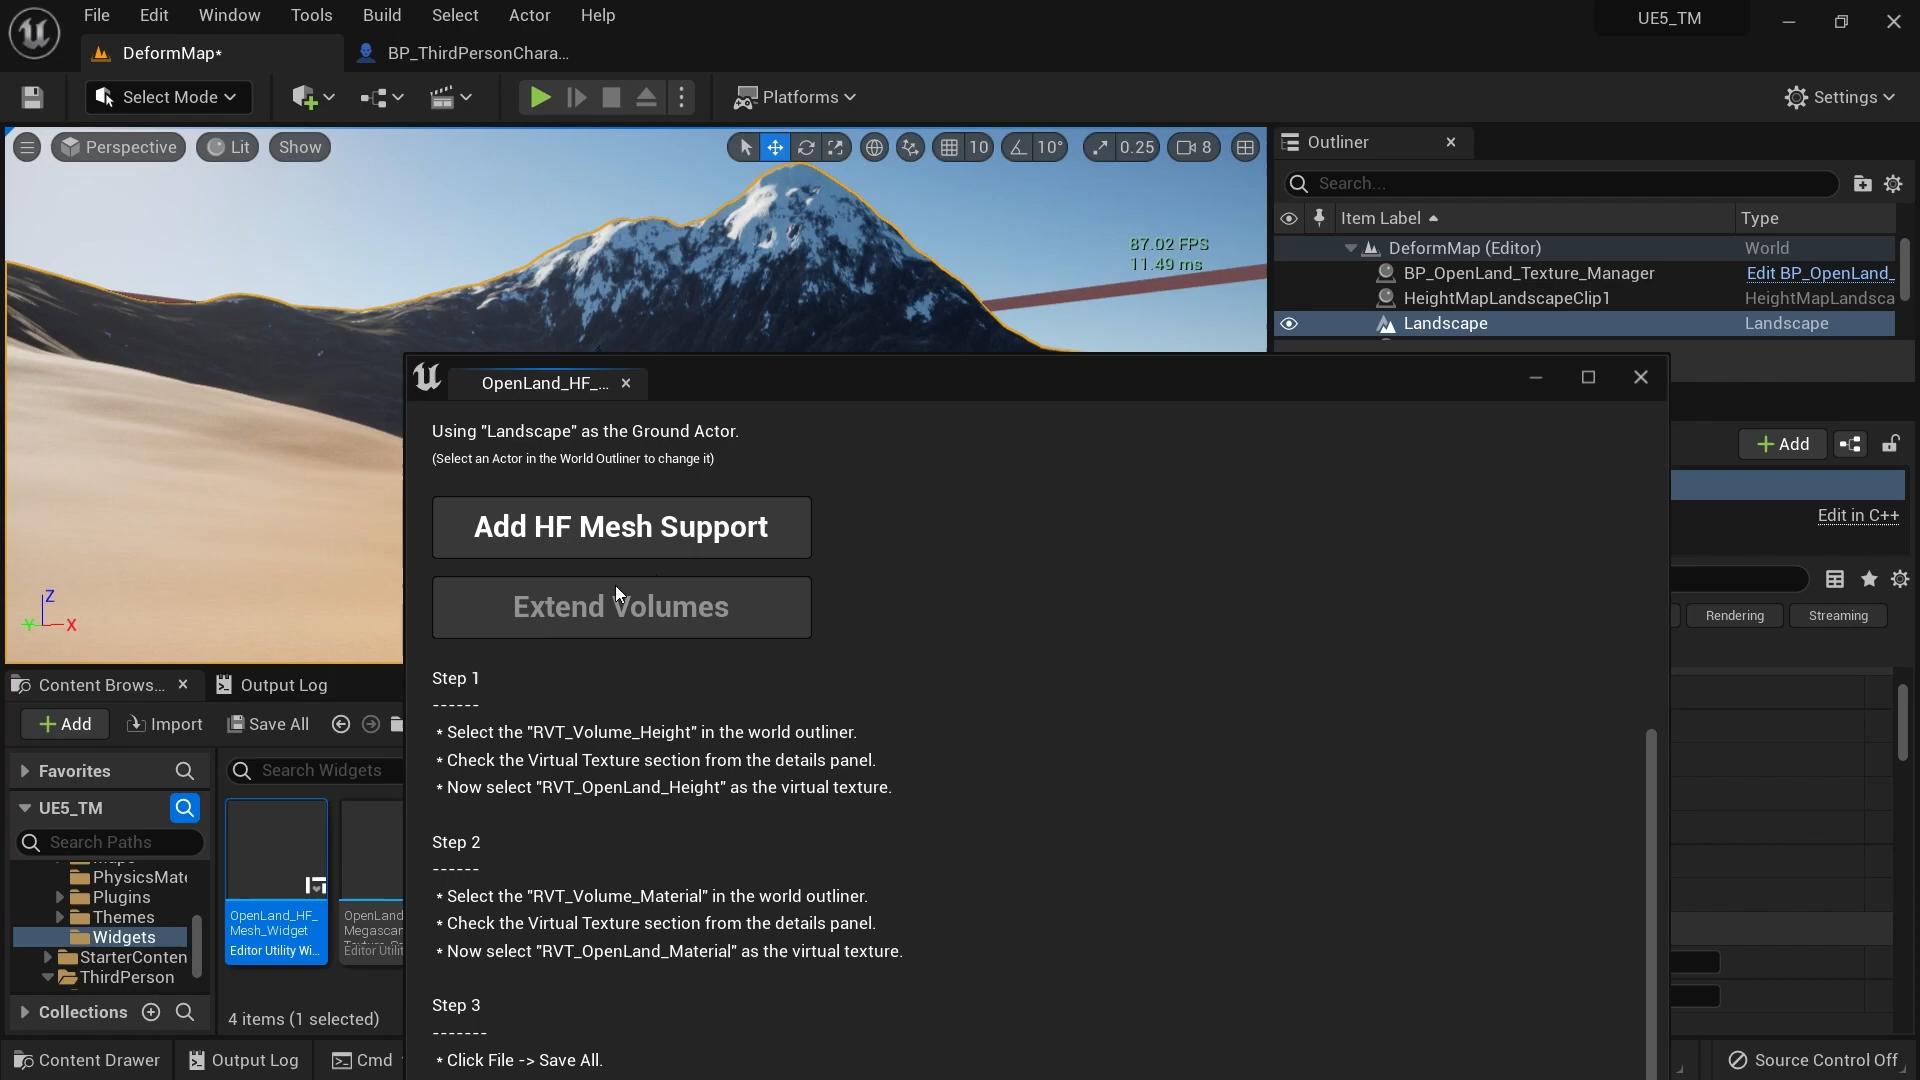 File Edit Window Tools Build Select Actor Help
UE5_TM
DeformMap*
BP_ThirdPersonChara...
Select Mode
Platforms
Settings
Perspective
Lit
Show
10
10°
0.25
8
87.02 FPS
11.49 ms
Outliner
Search...
Item Label
Type
DeformMap (Editor)
World
BP_OpenLand_Texture_Manager
Edit BP_OpenLand_
HeightMapLandscapeClip1
HeightMapLandsca
Landscape
Landscape
OpenLand_HF_...
Using "Landscape" as the Ground Actor.
(Select an Actor in the World Outliner to change it)
Add HF Mesh Support
Extend Volumes
Step 1
------
* Select the "RVT_Volume_Height" in the world outliner.
* Check the Virtual Texture section from the details panel.
* Now select "RVT_OpenLand_Height" as the virtual texture.
Step 2
------
* Select the "RVT_Volume_Material" in the world outliner.
* Check the Virtual Texture section from the details panel.
* Now select "RVT_OpenLand_Material" as the virtual texture.
Step 3
-------
* Click File -> Save All.
Add
Edit in C++
Rendering
Streaming
Z
Y
X
Content Brows...
Output Log
Add
Import
Save All
Favorites
Search Widgets
UE5_TM
Search Paths
PhysicsMate
Plugins
Themes
Widgets
StarterConten
ThirdPerson
Collections
OpenLand_HF_
Mesh_Widget
Editor Utility Wi...
OpenLand
Megascan
Editor Utilit
4 items (1 selected)
Content Drawer
Output Log
Cmd
Source Control Off